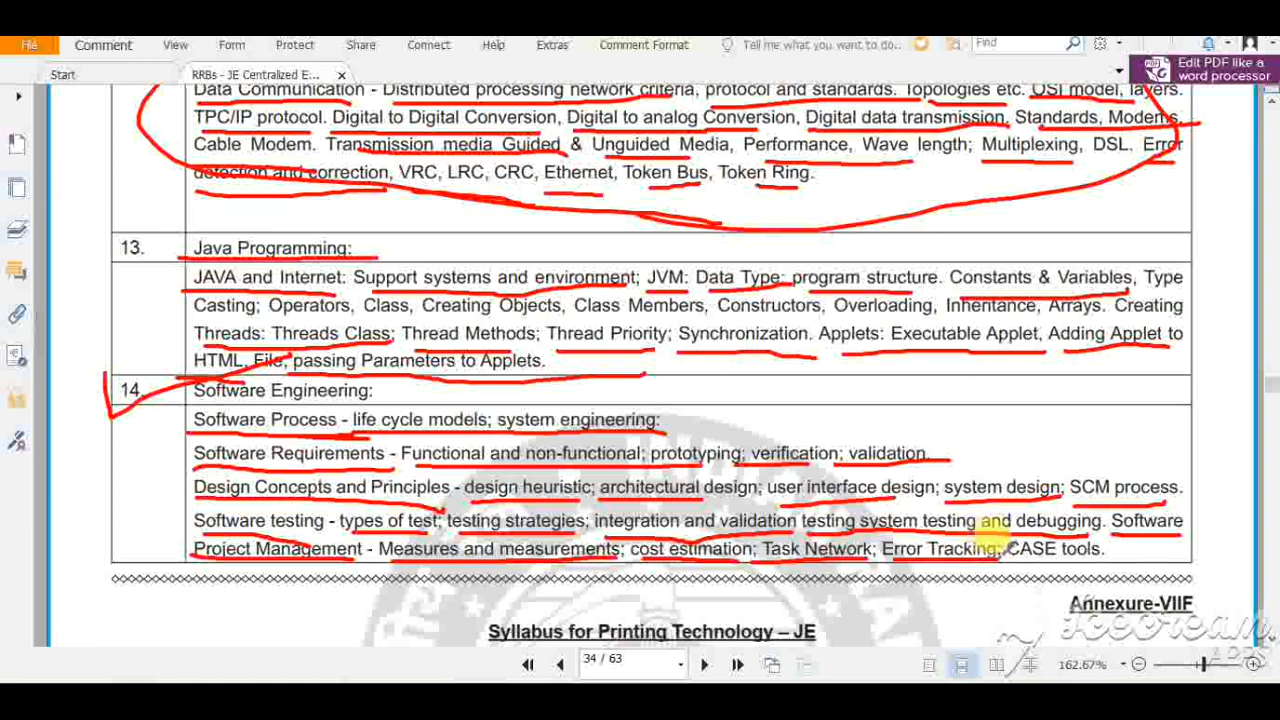 File Comment View Form Protect Share Connect Help Extras Comment Format Tell me what you want to do.. Find
Start RRBs - JE Centralized E... Edit PDF like a word processor
Data Communication - Distributed processing network criteria, protocol and standards. Topologies etc. OSI model, layers.
TPC/IP protocol. Digital to Digital Conversion, Digital to analog Conversion, Digital data transmission, Standards, Modems,
Cable Modem. Transmission media Guided & Unguided Media, Performance, Wave length; Multiplexing, DSL. Error
detection and correction, VRC, LRC, CRC, Ethernet, Token Bus, Token Ring.
13. Java Programming:
JAVA and Internet: Support systems and environment; JVM: Data Type: program structure. Constants & Variables, Type
Casting; Operators, Class, Creating Objects, Class Members, Constructors, Overloading, Inhentance, Arrays. Creating
Threads: Threads Class; Thread Methods; Thread Priority; Synchronization. Applets: Executable Applet, Adding Applet to
HTML, File, passing Parameters to Applets.
14. Software Engineering:
Software Process - life cycle models; system engineering:
Software Requirements - Functional and non-functional; prototyping; verification; validation.
Design Concepts and Principles - design heuristic; architectural design; user interface design; system design; SCM process.
Software testing - types of test; testing strategies; integration and validation testing system testing and debugging. Software
Project Management - Measures and measurements; cost estimation; Task Network; Error Tracking; CASE tools.
Annexure-VIIF
Syllabus for Printing Technology – JE
Icecream
APPS
34 / 63 162.67%